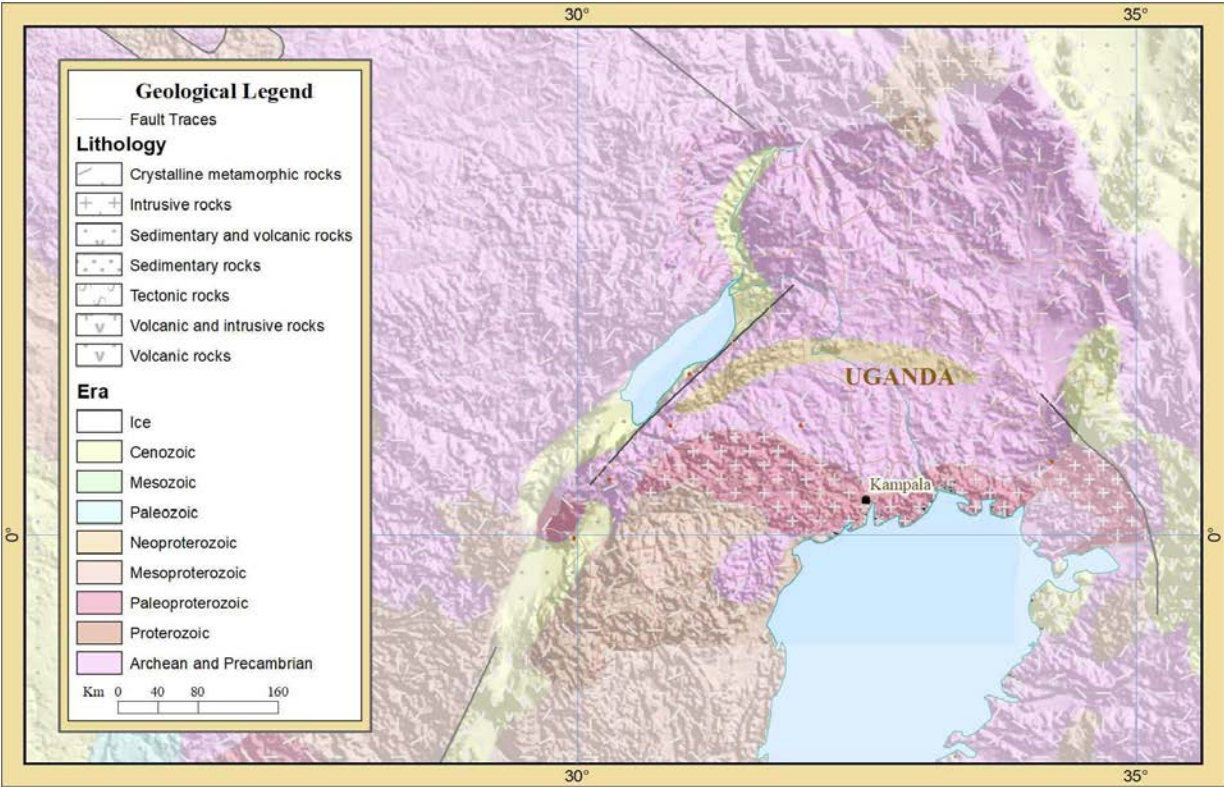 30°
35°
Geological Legend
Fault Traces
Lithology
Crystalline metamorphic rocks
Intrusive rocks
Sedimentary and volcanic rocks
Sedimentary rocks
Tectonic rocks
Volcanic and intrusive rocks
Volcanic rocks
Era
Ice
Cenozoic
Mesozoic
Paleozoic
Neoproterozoic
Mesoproterozoic
Paleoproterozoic
Proterozoic
Archean and Precambrian
Km 0 40 80 160
UGANDA
Kampala
0°
0°
30°
35°